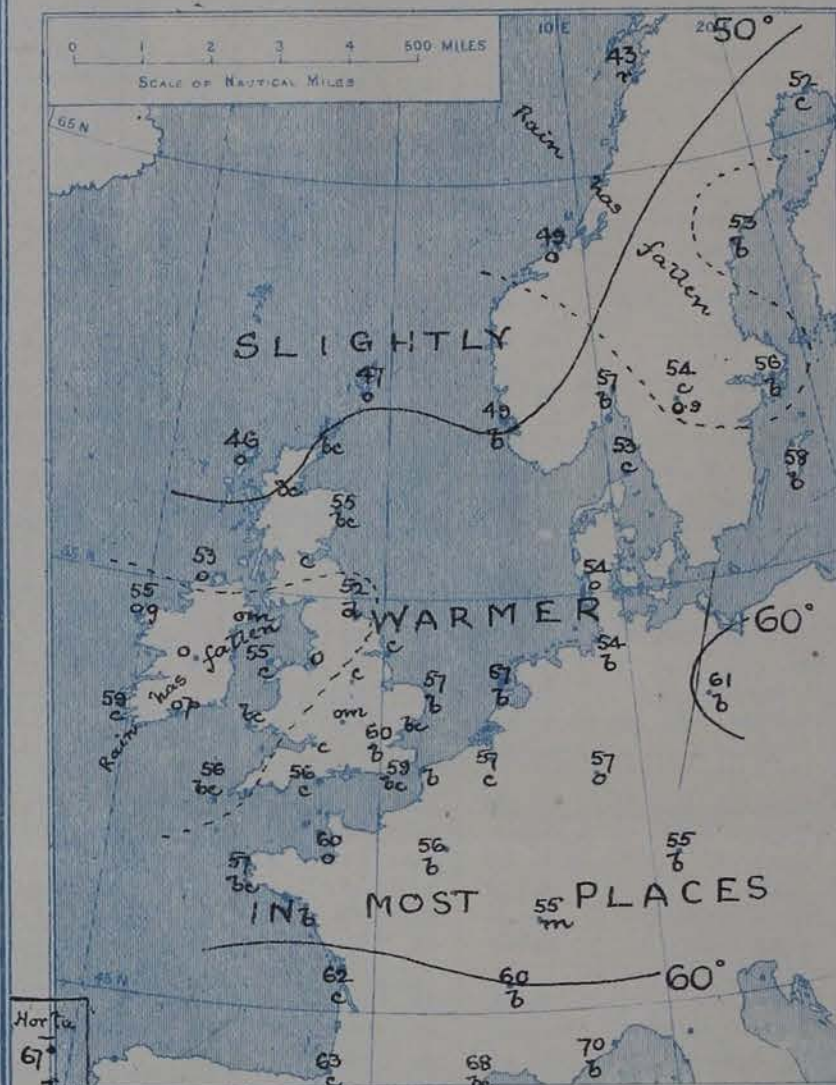 0 1 2 3 4 500 MILES
SCALE OF NAUTICAL MILES
10 E
20
50°
43
r
52
c
65 N
Rain has fallen
53
b
49
o
SLIGHTLY
47
o
57
b
54
c
o 9
56
b
49
b
46
o
bc
bc
53
c
58
b
55
bc
c
53
o
54
o
55
o9
52
d
WARMER
60°
om
o
55
c
o
c
c
54
b
Rain has fallen
59
c
bc
om
57
b
bc
57
b
61
b
60
b
c
56
bc
56
c
59
bc
b
57
c
57
o
60
o
57
bc
56
b
55
b
IN MOST PLACES
b
55
m
45 N
62
c
60
b
60°
Horta
67
63
c
68
b
70
b